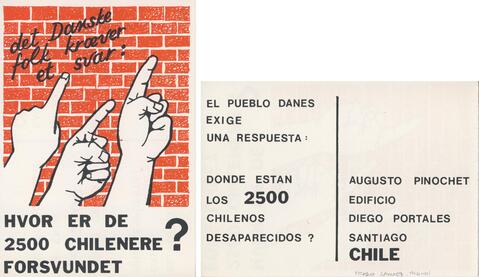 det Danske
folk kræver
et svar:
HVOR ER DE
2500 CHILENERE ?
FORSVUNDET
EL PUEBLO DANES
EXIGE
UNA RESPUESTA:
DONDE ESTAN
LOS 2500
CHILENOS
DESAPARECIDOS ?
AUGUSTO PINOCHET
EDIFICIO
DIEGO PORTALES
SANTIAGO
CHILE